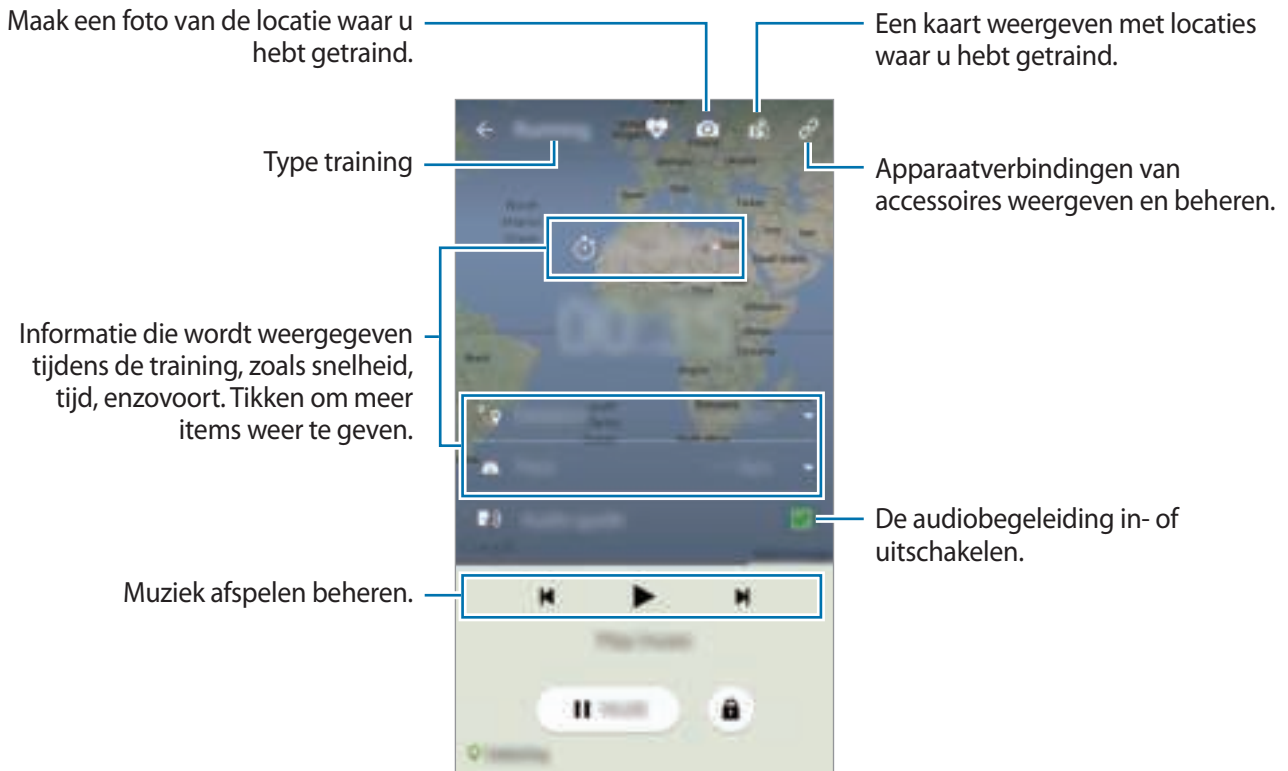 Maak een foto van de locatie waar u
hebt getraind.
Een kaart weergeven met locaties
waar u hebt getraind.
Type training
Apparaatverbindingen van
accessoires weergeven en beheren.
Informatie die wordt weergegeven
tijdens de training, zoals snelheid,
tijd, enzovoort. Tikken om meer
items weer te geven.
De audiobegeleiding in- of
uitschakelen.
Muziek afspelen beheren.